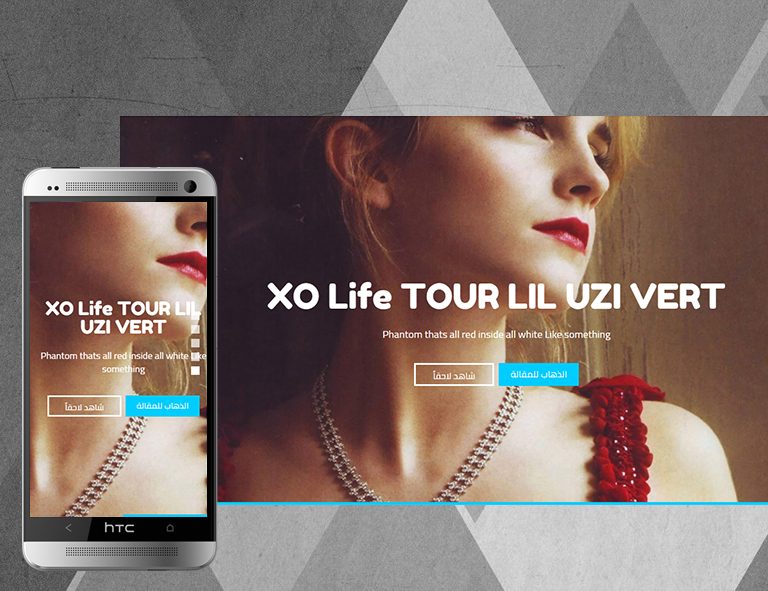 XO Life TOUR LIL UZI VERT
Phantom thats all red inside all white Like something
شاهد لاحقاً
الذهاب للمقالة
XO Life TOUR LIL
UZI VERT
Phantom thats all red inside all white Like
something
شاهد لاحقاً
الذهاب للمقالة
hTC